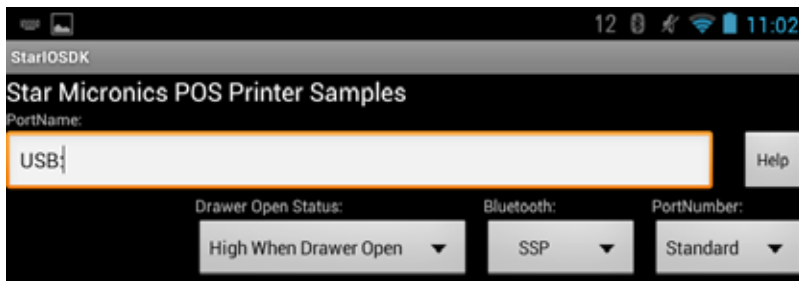 12 11:02
StarIOSDK
Star Micronics POS Printer Samples
PortName:
USB:
Help
Drawer Open Status: Bluetooth: PortNumber:
High When Drawer Open SSP Standard